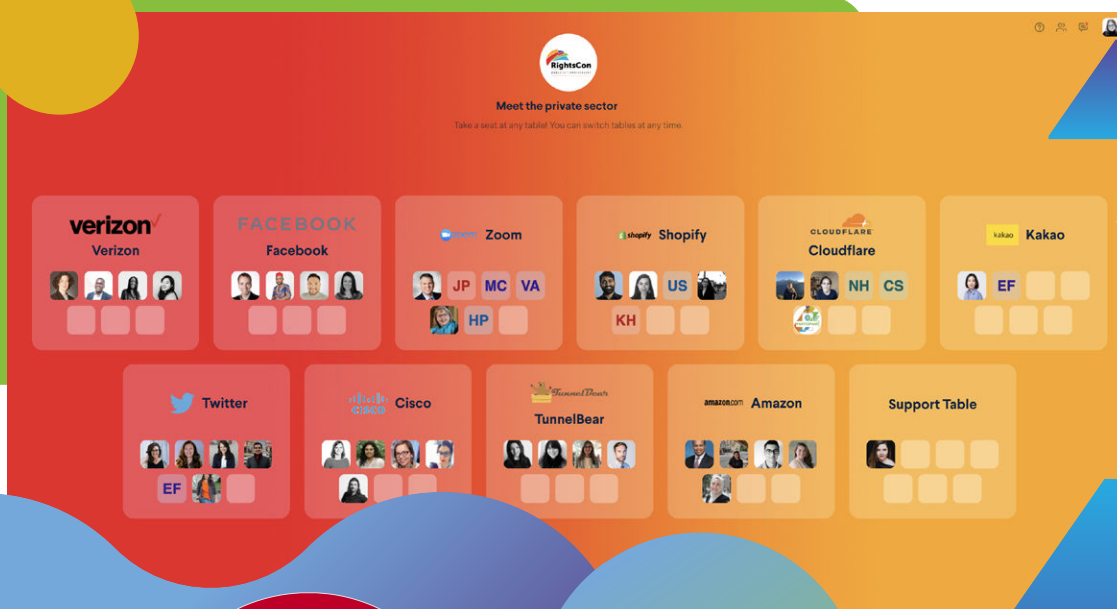 RightsCon
Meet the private sector
Take a seat at any table! You can switch tables at any time.
verizon
Verizon
FACEBOOK
Facebook
zoom Zoom
JP MC VA
HP
shopify Shopify
US
KH
CLOUDFLARE
Cloudflare
NH CS
kakao Kakao
EF
Twitter
EF
CISCO Cisco
TunnelBear
TunnelBear
amazon.com Amazon
Support Table